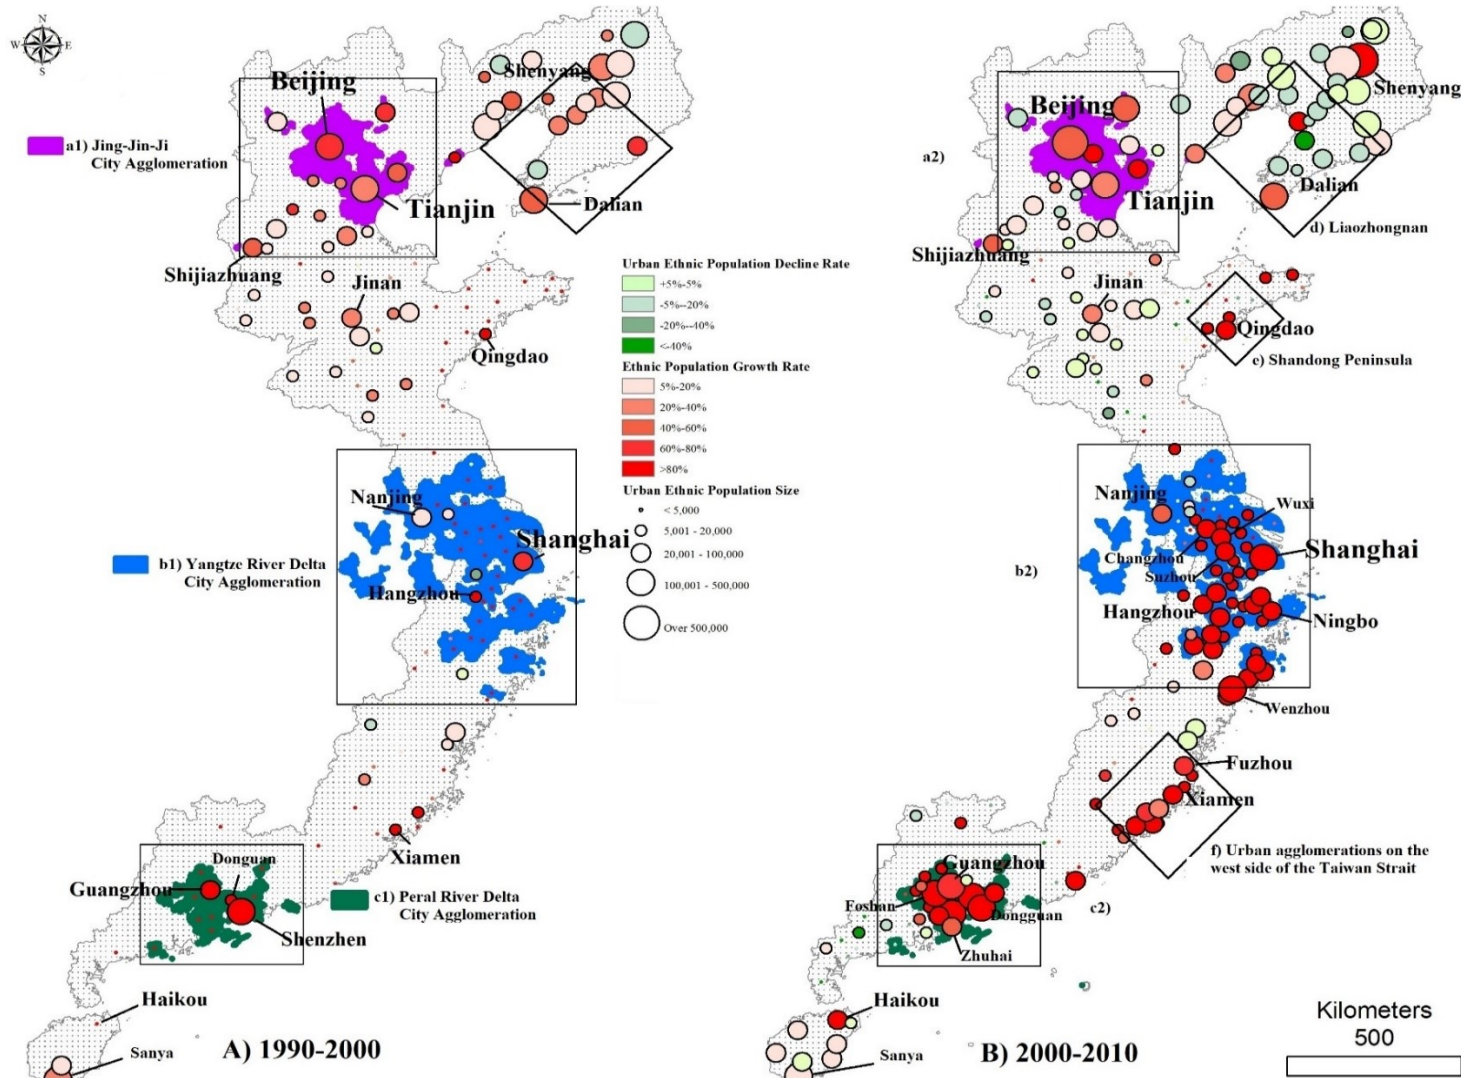 N
W E
S
Beijing
Shenyang
a1) Jing-Jin-Ji
City Agglomeration
Tianjin
Dalian
Shijiazhuang
Jinan
Qingdao
Nanjing
Shanghai
b1) Yangtze River Delta
City Agglomeration
Hangzhou
Xiamen
Donguan
Guangzhou
c1) Peral River Delta
City Agglomeration
Shenzhen
Haikou
Sanya
A) 1990-2000
Urban Ethnic Population Decline Rate
+5%-5%
-5%--20%
-20%--40%
<-40%
Ethnic Population Growth Rate
5%-20%
20%-40%
40%-60%
60%-80%
>80%
Urban Ethnic Population Size
< 5,000
5,001 - 20,000
20,001 - 100,000
100,001 - 500,000
Over 500,000
Beijing
Shenyang
a2)
Tianjin
Dalian
d) Liaozhongnan
Shijiazhuang
Jinan
Qingdao
e) Shandong Peninsula
Nanjing
Wuxi
Changzhou
Shanghai
Suzhou
b2)
Hangzhou
Ningbo
Wenzhou
Fuzhou
Xiamen
f) Urban agglomerations on the
west side of the Taiwan Strait
Guangzhou
Foshan
Dongguan
c2)
Zhuhai
Haikou
Sanya
B) 2000-2010
Kilometers
500